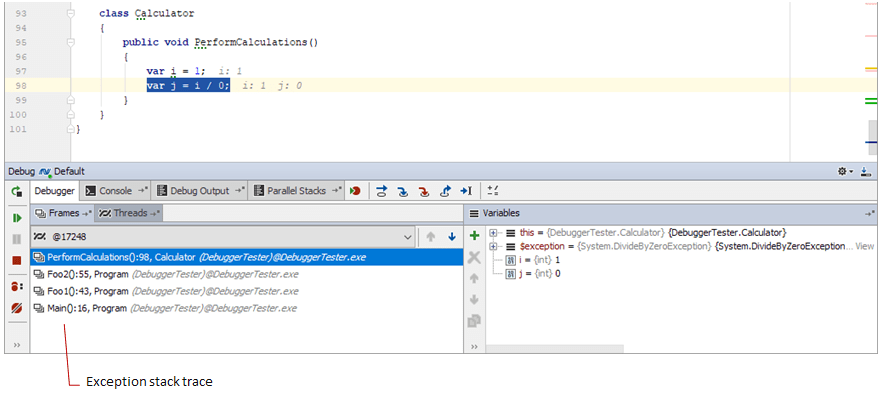 93 class Calculator
94 {
95 public void PerformCalculations()
96 {
97 var i = 1; i: 1
98 var j = i / 0; i: 1 j: 0
99 }
100 }
101 }
Debug Default
Debugger Console Debug Output Parallel Stacks
Frames Threads
@17248
PerformCalculations():98, Calculator (DebuggerTester)@DebuggerTester.exe
Foo2():55, Program (DebuggerTester)@DebuggerTester.exe
Foo1():43, Program (DebuggerTester)@DebuggerTester.exe
Main():16, Program (DebuggerTester)@DebuggerTester.exe
Variables
this = {DebuggerTester.Calculator} {DebuggerTester.Calculator}
$exception = {System.DivideByZeroException} {System.DivideByZeroException... View
i = {int} 1
j = {int} 0
Exception stack trace